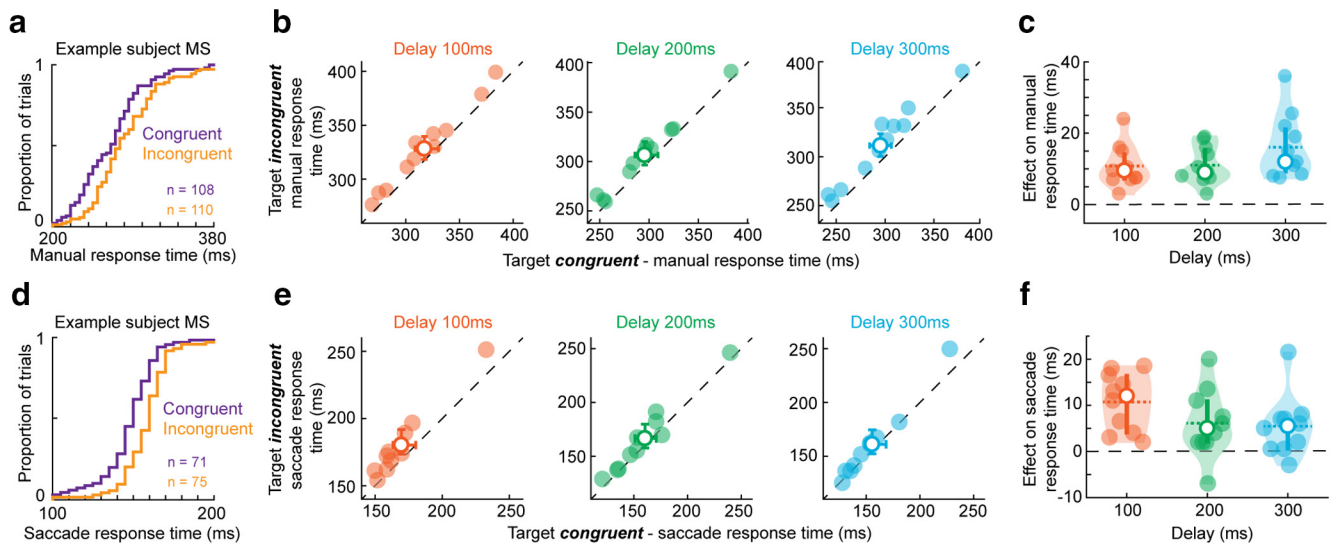 a
Example subject MS
1
Proportion of trials
0
Congruent
Incongruent
n = 108
n = 110
200
380
Manual response time (ms)
b
Target incongruent
manual response
time (ms)
Delay 100ms
400
350
300
300
350
400
Delay 200ms
400
350
300
250
250
300
350
400
Delay 300ms
400
350
300
250
250
300
350
400
Target congruent - manual response time (ms)
c
Effect on manual
response time (ms)
40
20
0
100
200
300
Delay (ms)
d
Example subject MS
1
Proportion of trials
0
Congruent
Incongruent
n = 71
n = 75
100
200
Saccade response time (ms)
e
Target incongruent
saccade response
time (ms)
Delay 100ms
250
200
150
150
200
250
Delay 200ms
250
200
150
150
200
250
Delay 300ms
250
200
150
150
200
250
Target congruent - saccade response time (ms)
f
Effect on saccade
response time (ms)
20
10
0
-10
100
200
300
Delay (ms)